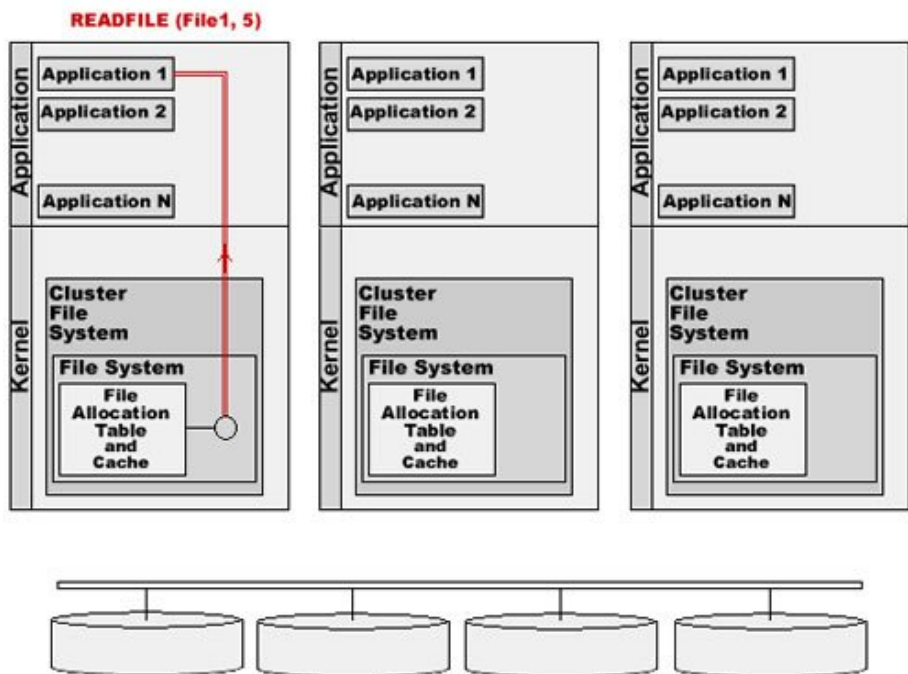 READFILE (File1, 5)
Application
Application 1
Application 2
Application N
Kernel
Cluster
File
System
File System
File
Allocation
Table
and
Cache
Application
Application 1
Application 2
Application N
Kernel
Cluster
File
System
File System
File
Allocation
Table
and
Cache
Application
Application 1
Application 2
Application N
Kernel
Cluster
File
System
File System
File
Allocation
Table
and
Cache